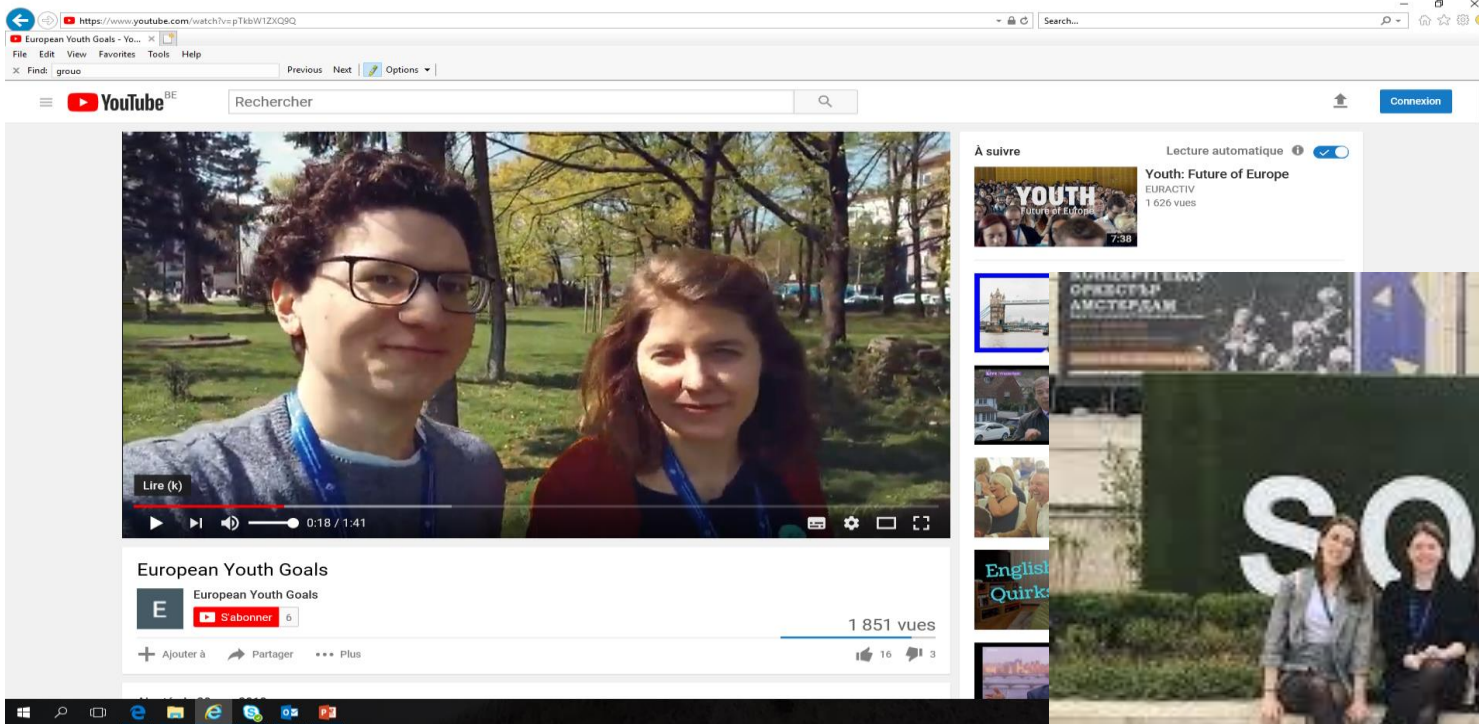 https://www.youtube.com/watch?v=pTkbW1ZXQ9Q
Search...
European Youth Goals - Yo...
File Edit View Favorites Tools Help
Find: grouo Previous Next Options
YouTube BE
Rechercher
Connexion
À suivre
Lecture automatique
YOUTH
Future of Europe
7:38
Youth: Future of Europe
EURACTIV
1 626 vues
ОРКЕСТЪР
АМСТЕРДАМ
SO
Lire (k)
0:18 / 1:41
English
Quirks
European Youth Goals
E
European Youth Goals
S'abonner 6
1 851 vues
Ajouter à Partager Plus
16 3